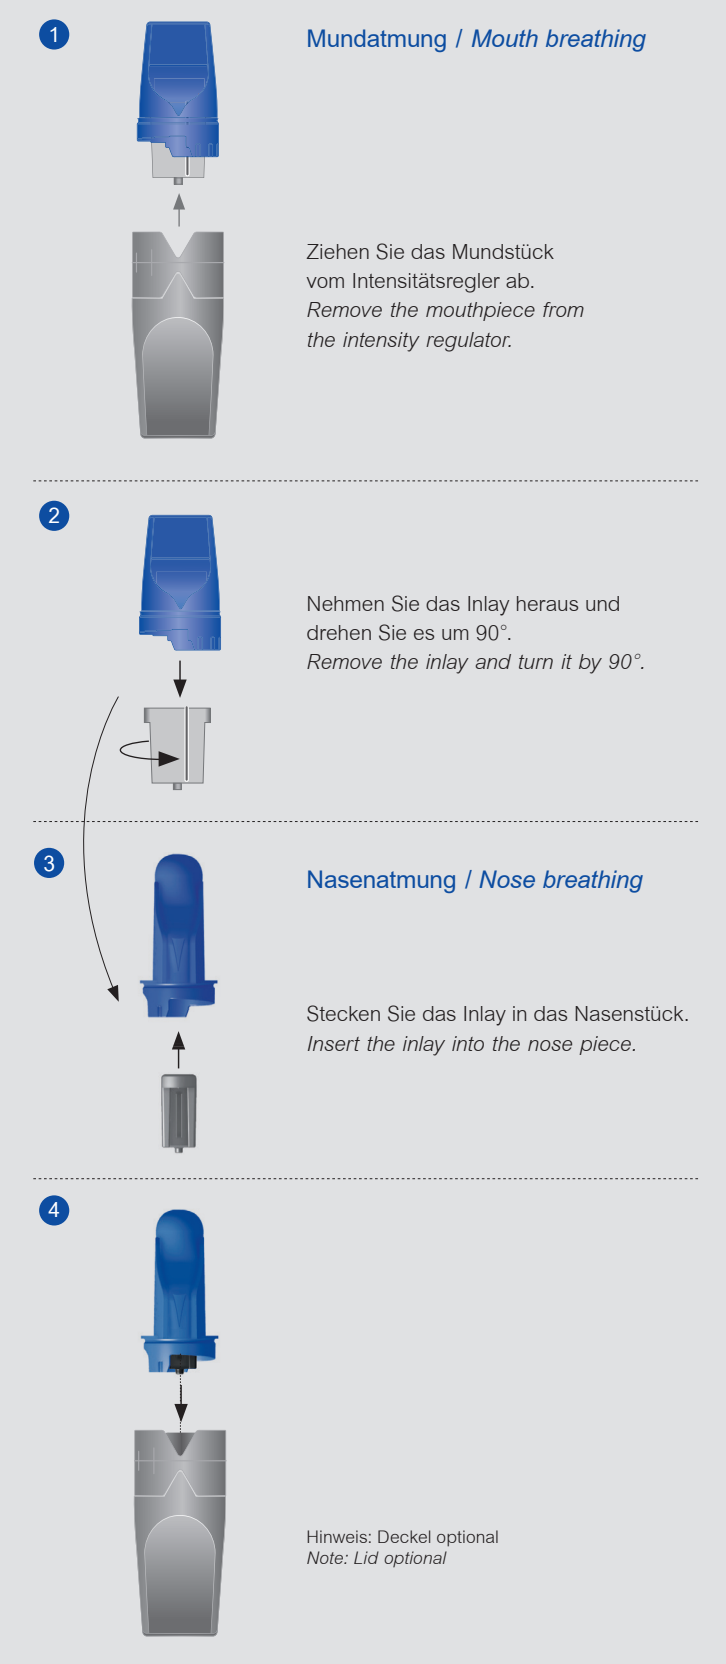 1
Mundatmung / Mouth breathing
Ziehen Sie das Mundstück
vom Intensitätsregler ab.
Remove the mouthpiece from
the intensity regulator.
2
Nehmen Sie das Inlay heraus und
drehen Sie es um 90°.
Remove the inlay and turn it by 90°.
3
Nasenatmung / Nose breathing
Stecken Sie das Inlay in das Nasenstück.
Insert the inlay into the nose piece.
4
Hinweis: Deckel optional
Note: Lid optional